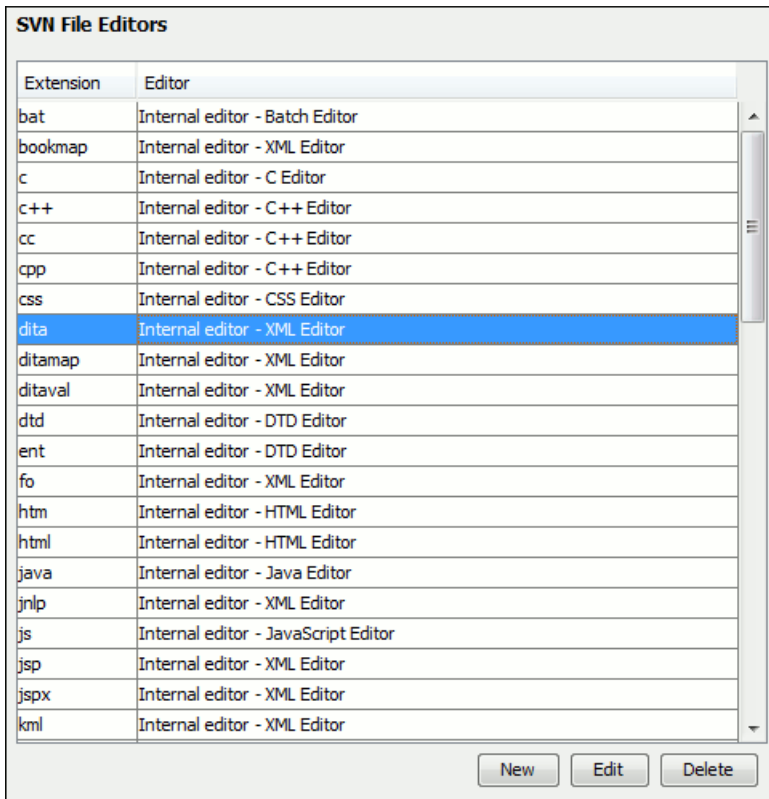 SVN File Editors
Extension Editor
bat Internal editor - Batch Editor
bookmap Internal editor - XML Editor
c Internal editor - C Editor
c++ Internal editor - C++ Editor
cc Internal editor - C++ Editor
cpp Internal editor - C++ Editor
css Internal editor - CSS Editor
dita Internal editor - XML Editor
ditamap Internal editor - XML Editor
ditaval Internal editor - XML Editor
dtd Internal editor - DTD Editor
ent Internal editor - DTD Editor
fo Internal editor - XML Editor
htm Internal editor - HTML Editor
html Internal editor - HTML Editor
java Internal editor - Java Editor
jnlp Internal editor - XML Editor
js Internal editor - JavaScript Editor
jsp Internal editor - XML Editor
jspx Internal editor - XML Editor
kml Internal editor - XML Editor
New Edit Delete